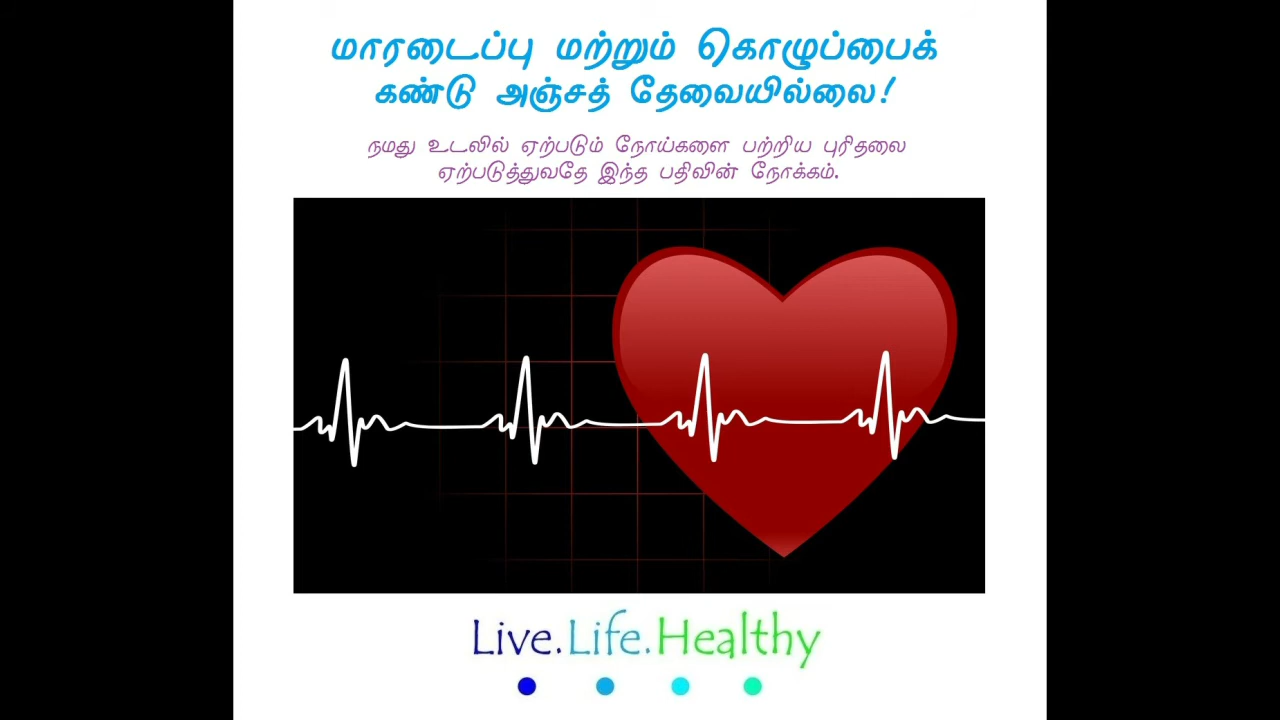 மாரடைப்பு மற்றும் கொழுப்பைக்
கண்டு அஞ்சத் தேவையில்லை!
நமது உடலில் ஏற்படும் நோய்களை பற்றிய புரிதலை
ஏற்படுத்துவதே இந்த பதிவின் நோக்கம்.
Live.Life.Healthy